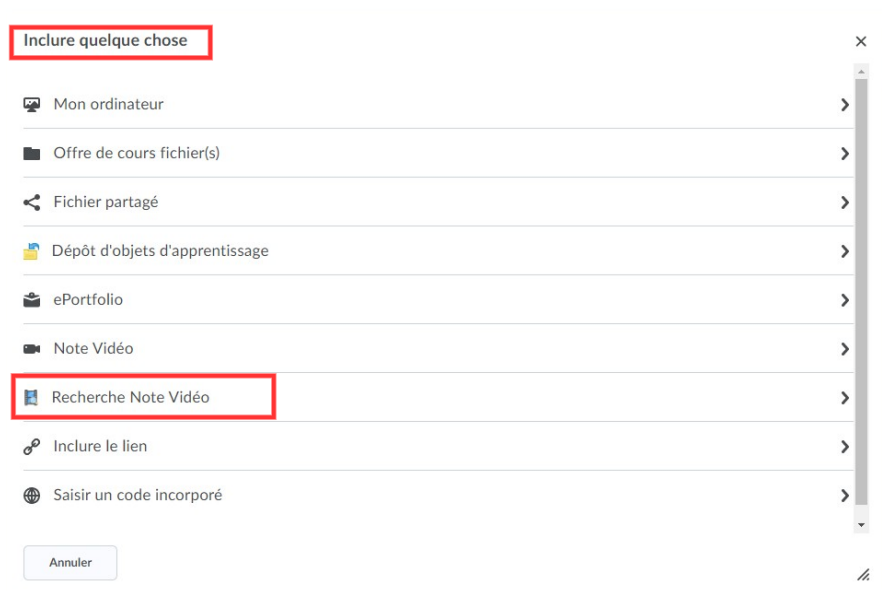 Inclure quelque chose
Mon ordinateur
Offre de cours fichier(s)
Fichier partagé
Dépôt d'objets d'apprentissage
ePortfolio
Note Vidéo
Recherche Note Vidéo
Inclure le lien
Saisir un code incorporé
Annuler